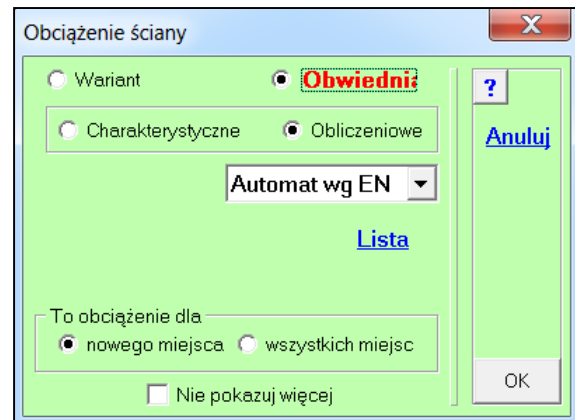 Obciążenie ściany
X
Wariant
Obwiednia
?
Charakterystyczne
Obliczeniowe
Anuluj
Automat wg EN
Lista
To obciążenie dla
nowego miejsca
wszystkich miejsc
OK
Nie pokazuj więcej